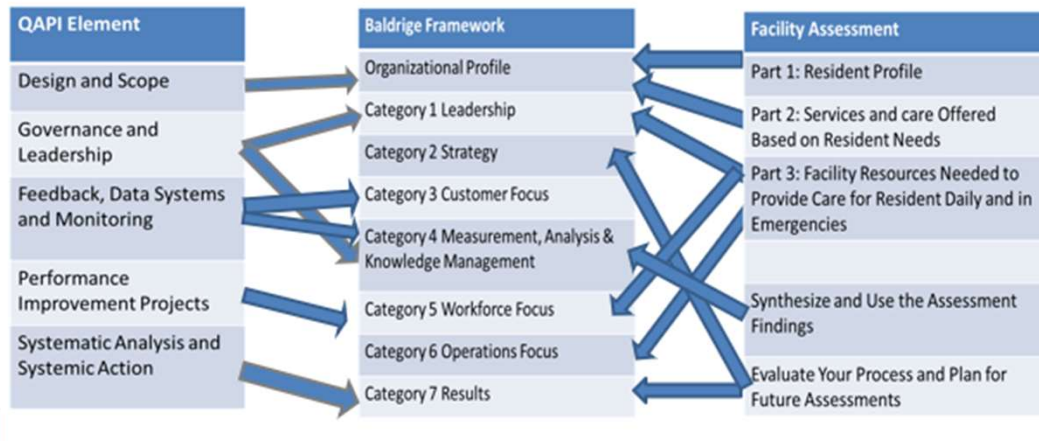 QAPI Element
Design and Scope
Governance and
Leadership
Feedback, Data Systems
and Monitoring
Performance
Improvement Projects
Systematic Analysis and
Systemic Action
Baldrige Framework
Organizational Profile
Category 1 Leadership
Category 2 Strategy
Category 3 Customer Focus
Category 4 Measurement, Analysis &
Knowledge Management
Category 5 Workforce Focus
Category 6 Operations Focus
Category 7 Results
Facility Assessment
Part 1: Resident Profile
Part 2: Services and care Offered
Based on Resident Needs
Part 3: Facility Resources Needed to
Provide Care for Resident Daily and in
Emergencies
Synthesize and Use the Assessment
Findings
Evaluate Your Process and Plan for
Future Assessments